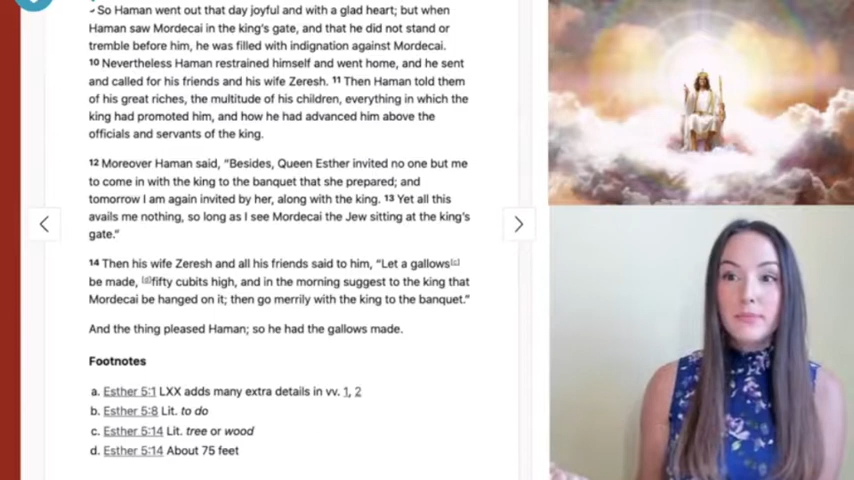 So Haman went out that day joyful and with a glad heart; but when
Haman saw Mordecai in the king's gate, and that he did not stand or
tremble before him, he was filled with indignation against Mordecai.
10 Nevertheless Haman restrained himself and went home, and he sent
and called for his friends and his wife Zeresh. 11 Then Haman told them
of his great riches, the multitude of his children, everything in which the
king had promoted him, and how he had advanced him above the
officials and servants of the king.
12 Moreover Haman said, “Besides, Queen Esther invited no one but me
to come in with the king to the banquet that she prepared; and
tomorrow I am again invited by her, along with the king. 13 Yet all this
avails me nothing, so long as I see Mordecai the Jew sitting at the king's
gate.”
14 Then his wife Zeresh and all his friends said to him, “Let a gallows[c]
be made, [d]fifty cubits high, and in the morning suggest to the king that
Mordecai be hanged on it; then go merrily with the king to the banquet.”
And the thing pleased Haman; so he had the gallows made.
Footnotes
a. Esther 5:1 LXX adds many extra details in vv. 1, 2
b. Esther 5:8 Lit. to do
c. Esther 5:14 Lit. tree or wood
d. Esther 5:14 About 75 feet